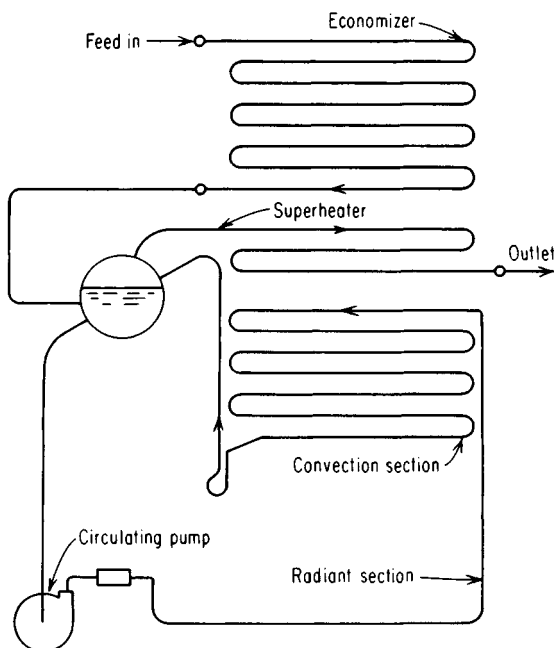 Economizer
Feed in
Superheater
Outlet
Convection section
Circulating pump
Radiant section